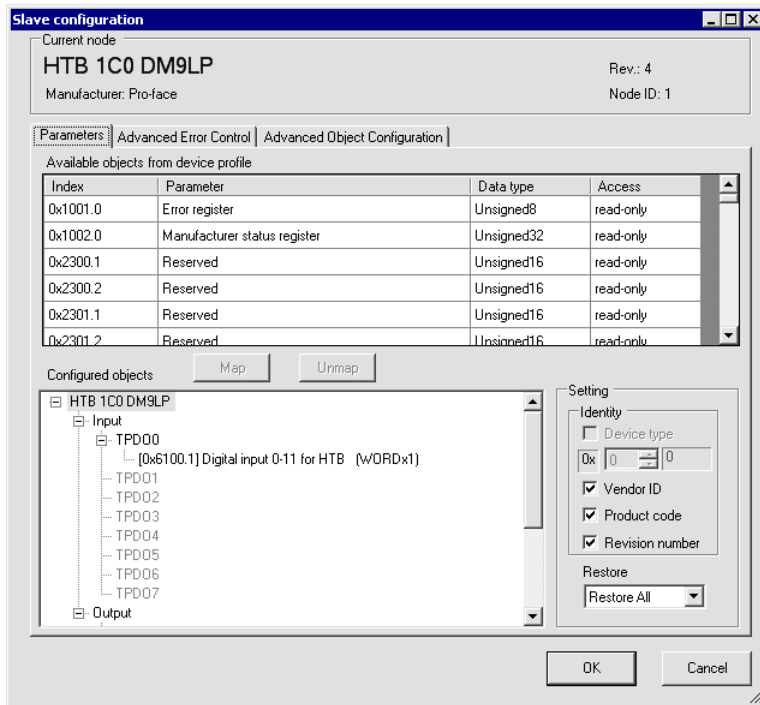 Slave configuration
Current node
HTB 1C0 DM9LP
Rev.: 4
Manufacturer: Pro-face
Node ID: 1
Parameters Advanced Error Control Advanced Object Configuration
Available objects from device profile
Index Parameter Data type Access
0x1001.0 Error register Unsigned8 read-only
0x1002.0 Manufacturer status register Unsigned32 read-only
0x2300.1 Reserved Unsigned16 read-only
0x2300.2 Reserved Unsigned16 read-only
0x2301.1 Reserved Unsigned16 read-only
0x2301.2 Reserved Unsigned16 read-only
Configured objects Map Unmap
HTB 1C0 DM9LP
Input
TPDO0
[0x6100.1] Digital input 0-11 for HTB (WORDx1)
TPDO1
TPDO2
TPDO3
TPDO4
TPDO5
TPDO6
TPDO7
Output
Setting
Identity
Device type
0x 0 0
Vendor ID
Product code
Revision number
Restore
Restore All
OK Cancel